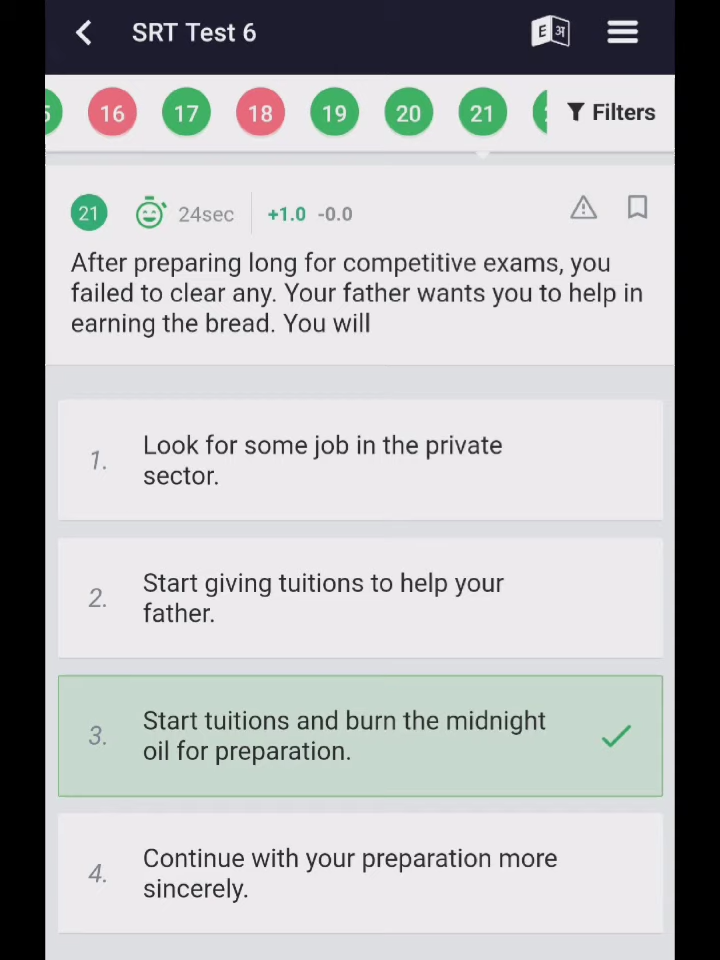 SRT Test 6
E अ
5 16 17 18 19 20 21 Filters
21 24sec +1.0 -0.0
After preparing long for competitive exams, you
failed to clear any. Your father wants you to help in
earning the bread. You will
1. Look for some job in the private
sector.
2. Start giving tuitions to help your
father.
3. Start tuitions and burn the midnight
oil for preparation.
4. Continue with your preparation more
sincerely.